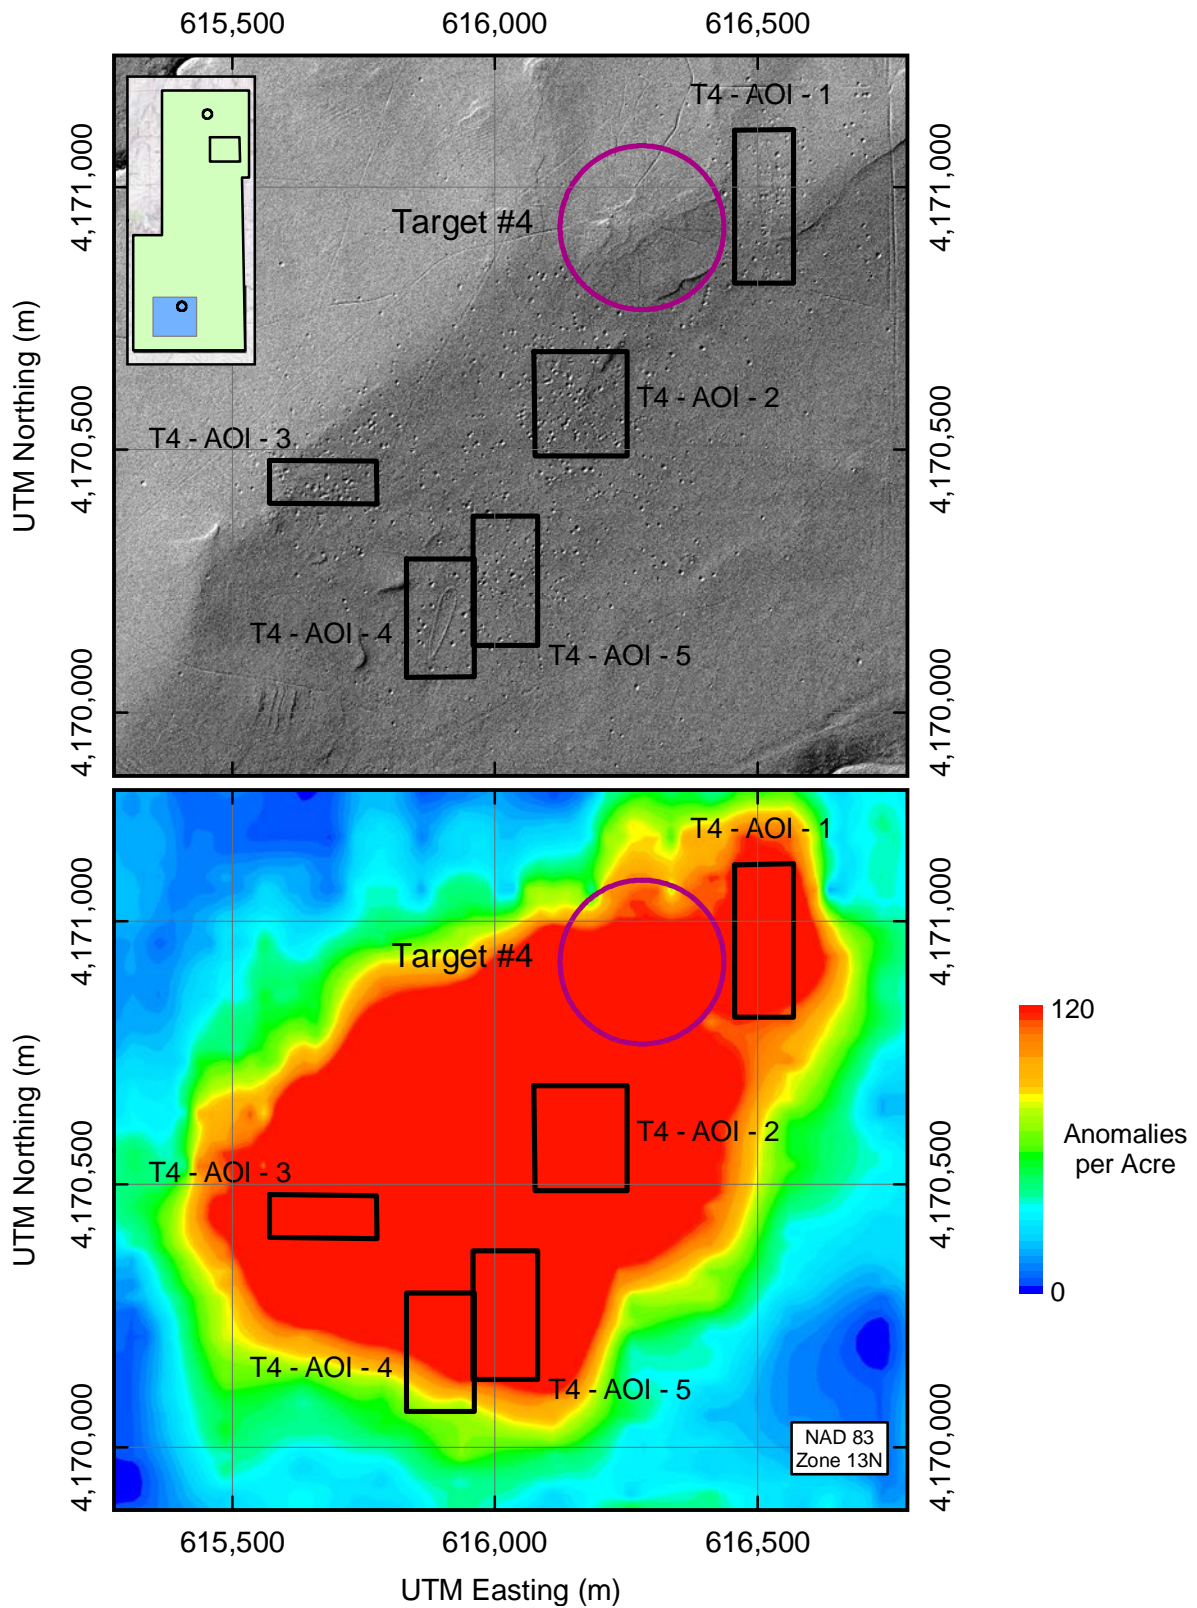 615,500 616,000 616,500
T4 - AOI - 1
4,171,000
4,171,000
Target #4
UTM Northing (m)
T4 - AOI - 2
T4 - AOI - 3
4,170,500
4,170,500
T4 - AOI - 4
T4 - AOI - 5
4,170,000
4,170,000
T4 - AOI - 1
4,171,000
4,171,000
Target #4
UTM Northing (m)
T4 - AOI - 2
T4 - AOI - 3
4,170,500
4,170,500
T4 - AOI - 4
T4 - AOI - 5
4,170,000
4,170,000
NAD 83
Zone 13N
120
Anomalies
per Acre
0
615,500 616,000 616,500
UTM Easting (m)